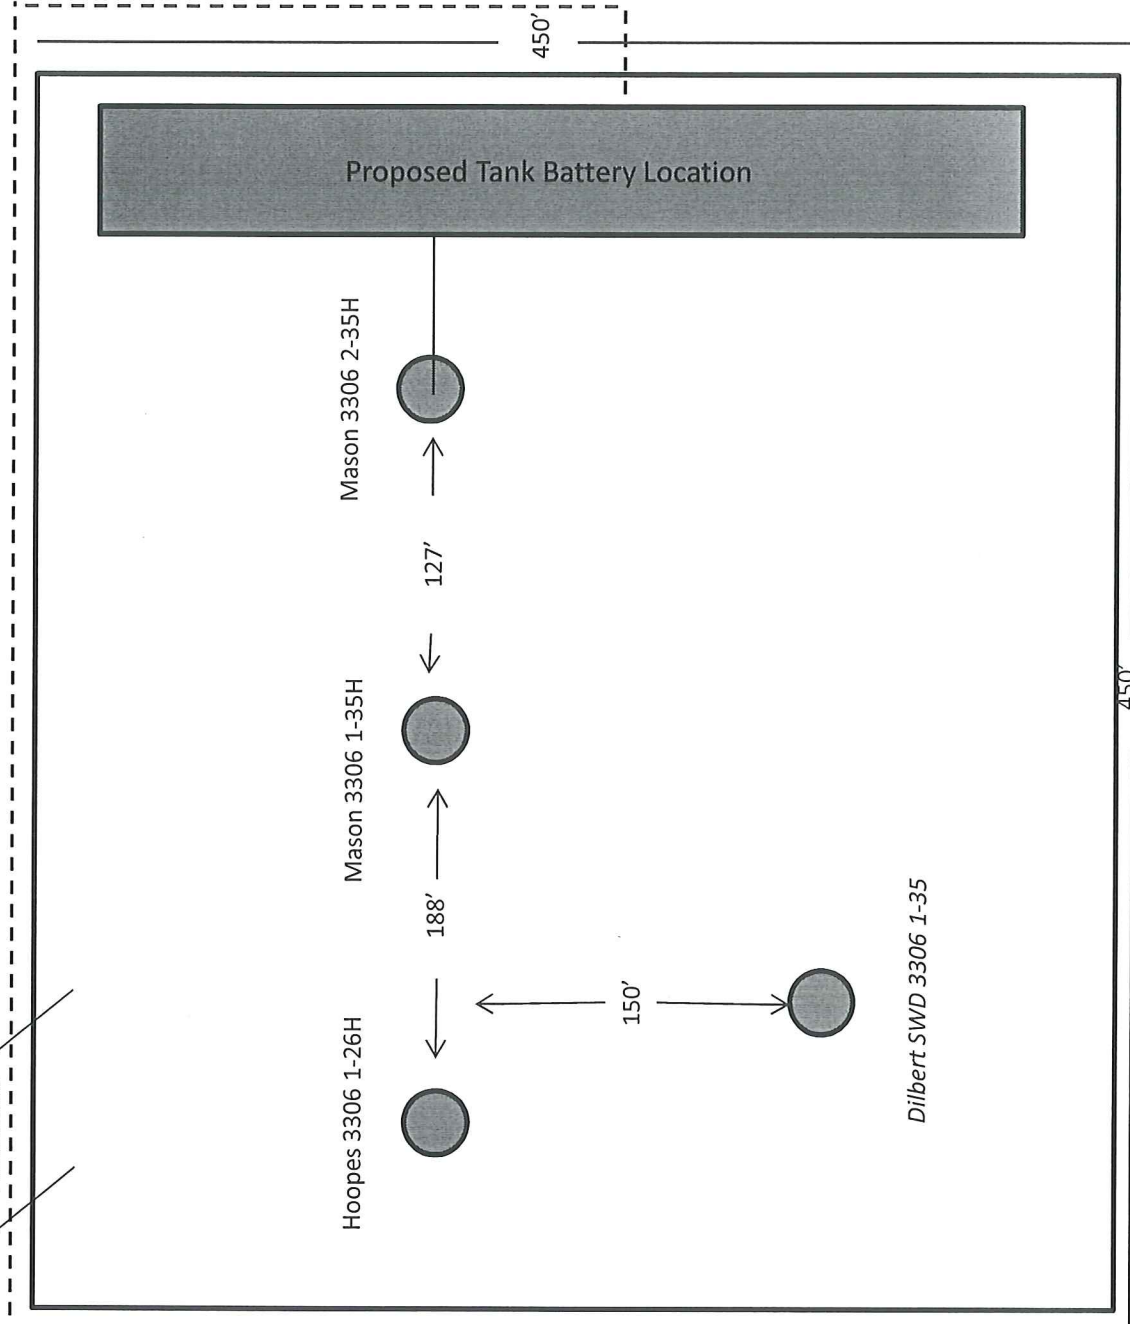 450’
Proposed Tank Battery Location
Mason 3306 2-35H
127’
Mason 3306 1-35H
450’
188’
150’
Dilbert SWD 3306 1-35
Hoopes 3306 1-26H